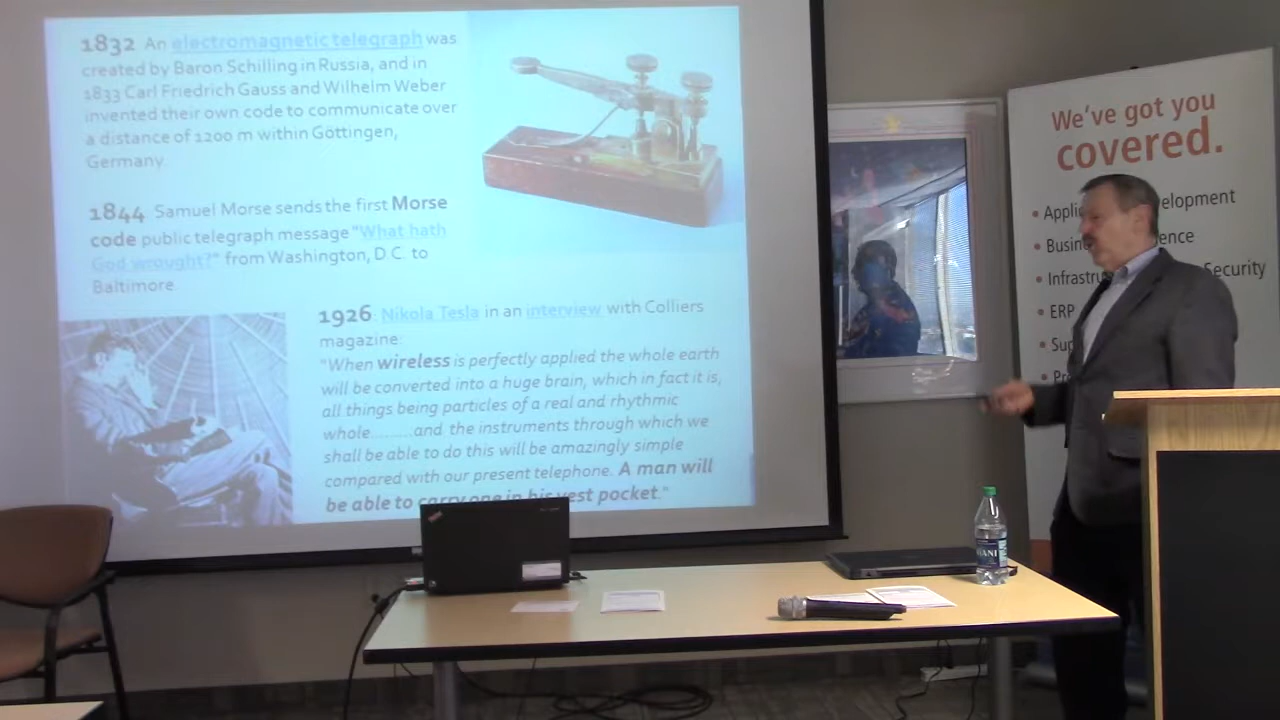 1832 An electromagnetic telegraph was
created by Baron Schilling in Russia, and in
1833 Carl Friedrich Gauss and Wilhelm Weber
invented their own code to communicate over
a distance of 1200 m within Göttingen,
Germany.
1844 Samuel Morse sends the first Morse
code public telegraph message "What hath
God wrought?" from Washington, D.C. to
Baltimore.
1926 Nikola Tesla in an interview with Colliers
magazine:
"When wireless is perfectly applied the whole earth
will be converted into a huge brain, which in fact it is,
all things being particles of a real and rhythmic
whole.........and the instruments through which we
shall be able to do this will be amazingly simple
compared with our present telephone. A man will
be able to carry one in his vest pocket."
We've got you
covered.
• Appli elopment
• Busin ence
• Infrastru Security
• ERP
• Sup
• Pr